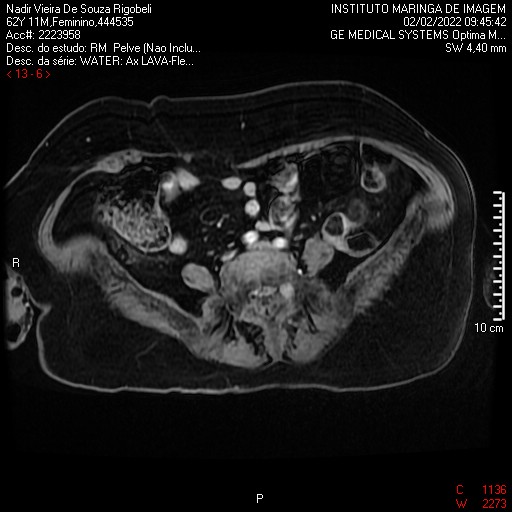 Nadir Vieira De Souza Rigobeli
62Y 11M,Feminino,444535
Acc#: 2223958
Desc. do estudo: RM Pelve (Nao Inclu...
Desc. da série: WATER: Ax LAVA-Fle...
< 13 - 6 >
INSTITUTO MARINGA DE IMAGEM
02/02/2022 09:45:42
GE MEDICAL SYSTEMS Optima M...
SW 4,40 mm
R
10 cm
P
C 1136
W 2273